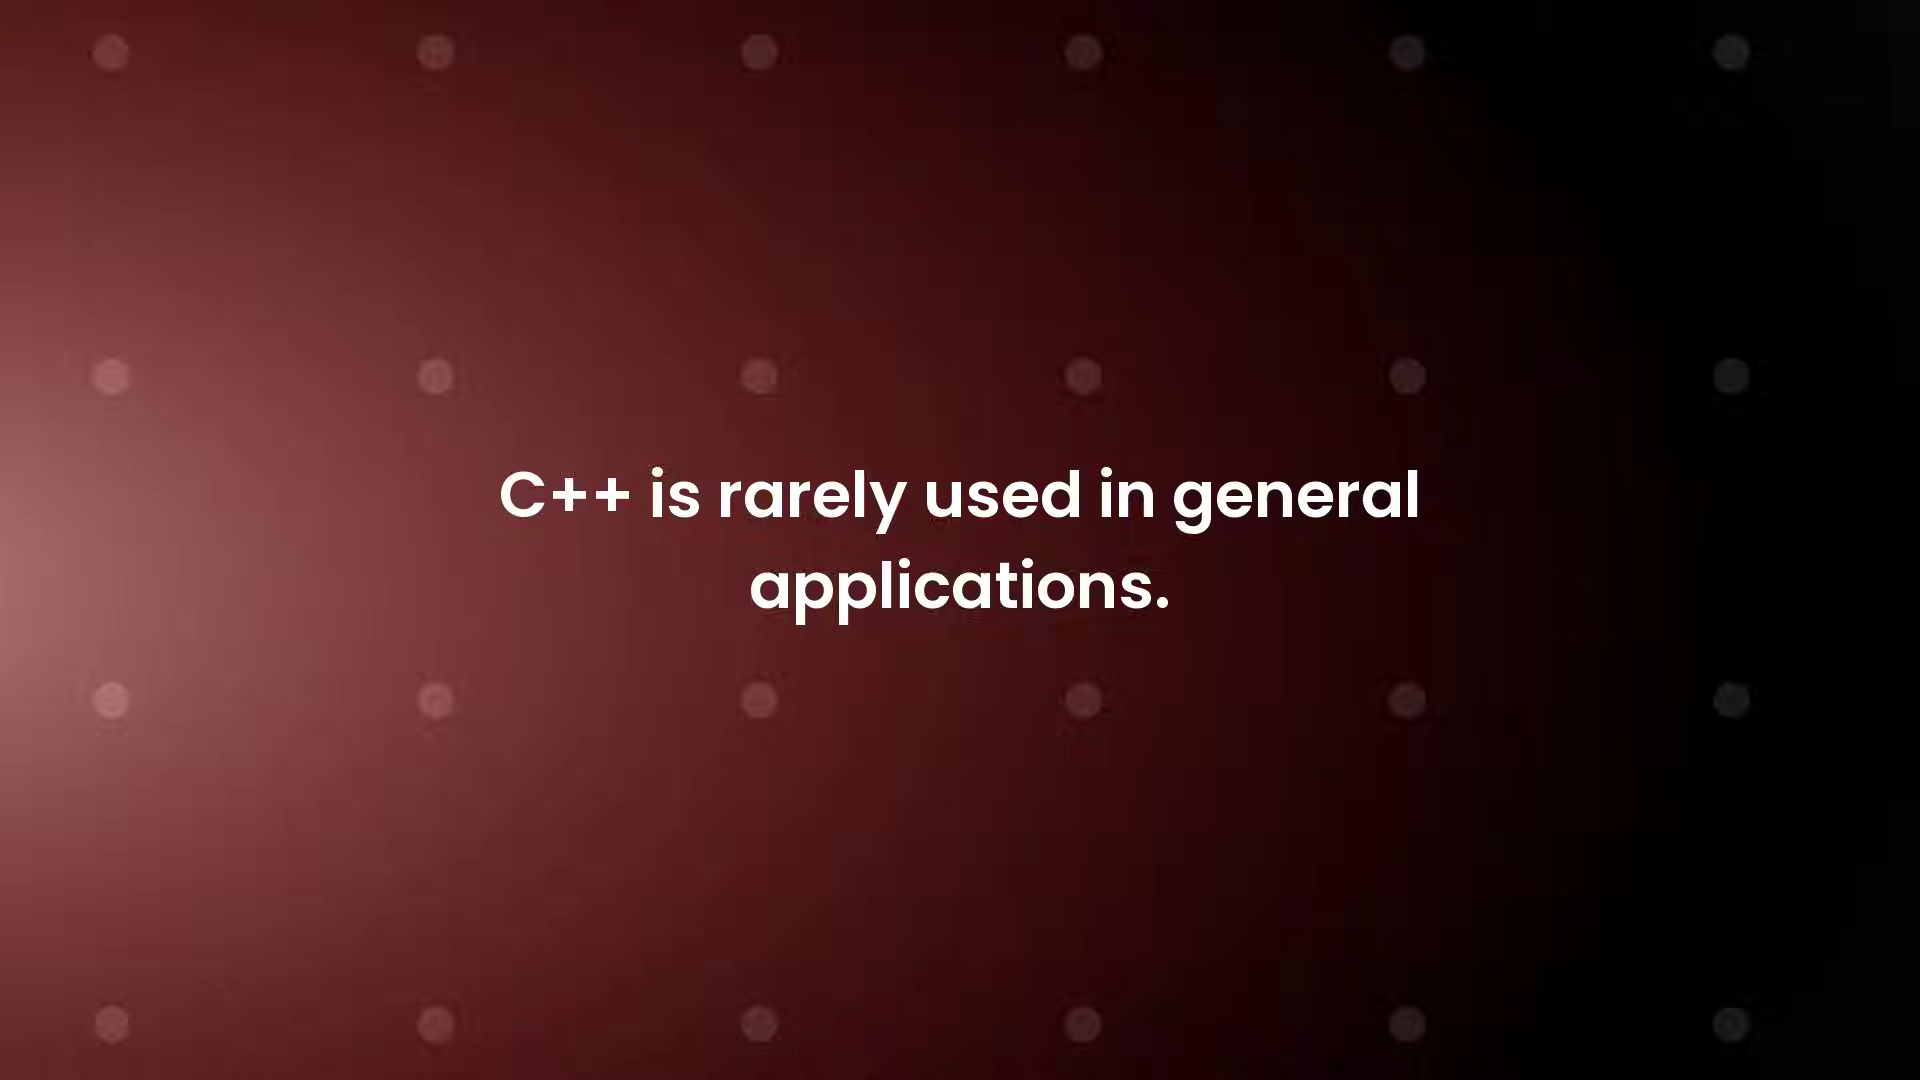 C++ is rarely used in general
applications.